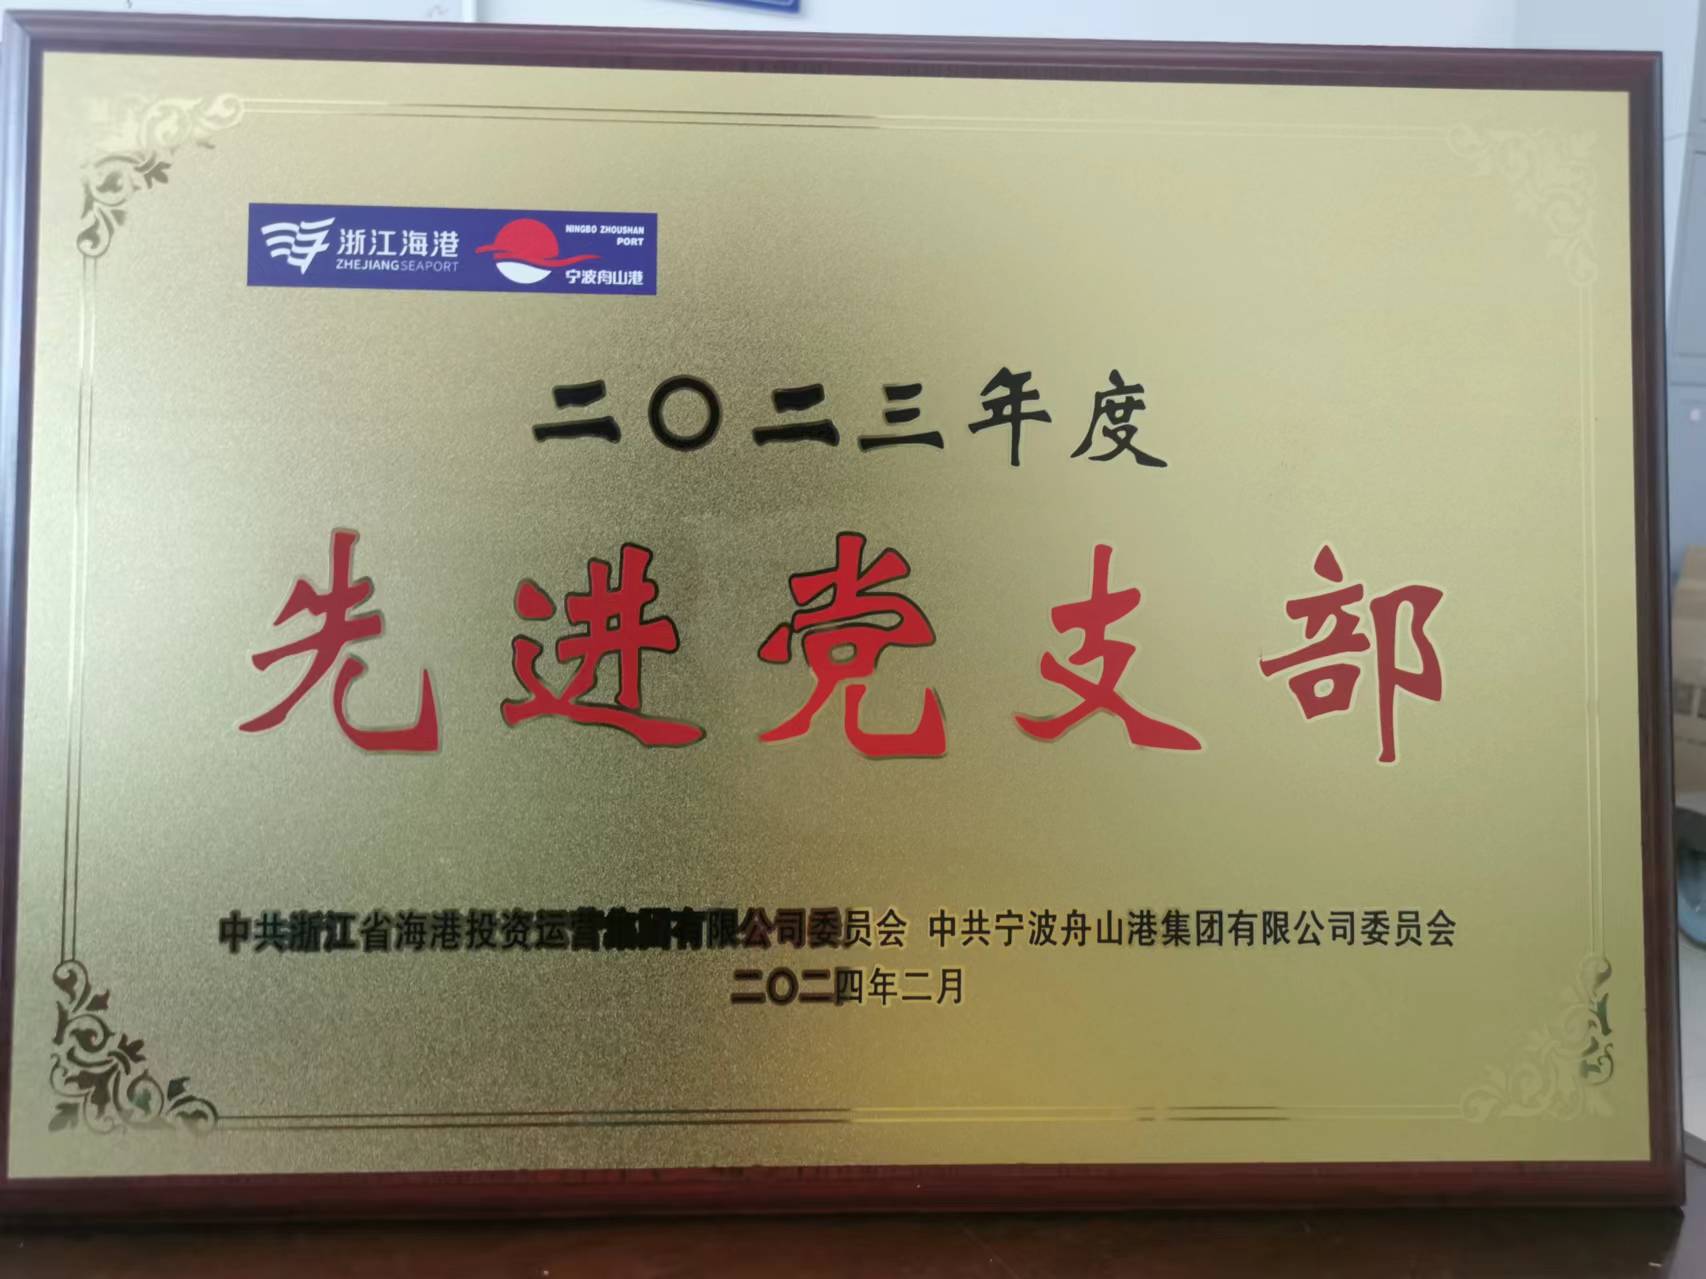 浙江海港
ZHEJIANG SEAPORT
NINGBO ZHOUSHAN
PORT
宁波舟山港
二〇二三年度
先进党支部
中共浙江省海港投资运营集团有限公司委员会 中共宁波舟山港集团有限公司委员会
二〇二四年二月